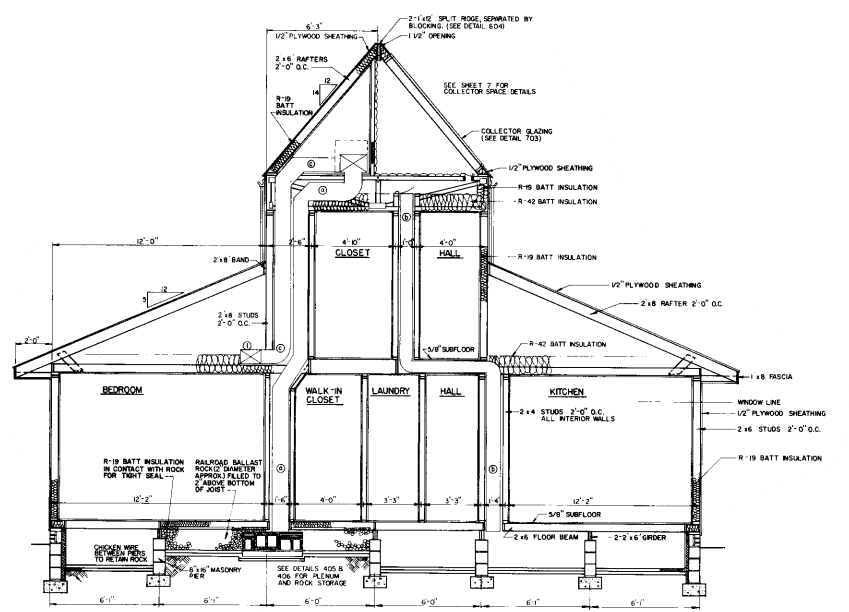 2-1"x12" SPLIT RIDGE, SEPARATED BY
BLOCKING. (SEE DETAIL 604)
6'-3"
1/2" PLYWOOD SHEATHING
1 1/2" OPENING
2"x6" RAFTERS
2'-0" O.C.
12
14
SEE SHEET 7 FOR
COLLECTOR SPACE DETAILS
R-19
BATT
INSULATION
COLLECTOR GLAZING
(SEE DETAIL 703)
c
1/2" PLYWOOD SHEATHING
a
R-19 BATT INSULATION
R-42 BATT INSULATION
b
12'-0"
2'-6"
4'-10"
1'-0"
4'-0"
CLOSET
HALL
2"x8" BAND
R-19 BATT INSULATION
12
5
1/2" PLYWOOD SHEATHING
2"x8" RAFTER 2'-0" O.C.
2"x8 STUDS
2'-0" O.C.
2'-0"
1
c
5/8" SUBFLOOR
R-42 BATT INSULATION
1 x 8 FASCIA
BEDROOM
WALK-IN
CLOSET
LAUNDRY
HALL
KITCHEN
WINDOW LINE
2 x 4 STUDS 2'-0" O.C.
ALL INTERIOR WALLS
1/2" PLYWOOD SHEATHING
2 x6 STUDS 2'-0" O.C.
R-19 BATT INSULATION
IN CONTACT WITH ROCK
FOR TIGHT SEAL
RAILROAD BALLAST
ROCK (2" DIAMETER
APPROX.) FILLED TO
2" ABOVE BOTTOM
OF JOIST
a
b
R-19 BATT INSULATION
12'-2"
1'-6"
4'-0"
3'-3"
3'-3"
1'-4"
12'-2"
5/8" SUBFLOOR
2 x6 FLOOR BEAM
2-2"x6" GIRDER
CHICKEN WIRE
BETWEEN PIERS
TO RETAIN ROCK
8"x16" MASONRY
PIER
SEE DETAILS 405 &
406 FOR PLENUM
AND ROCK STORAGE
6'-1"
6'-1"
6'-0"
6'-0"
6'-1"
6'-1"